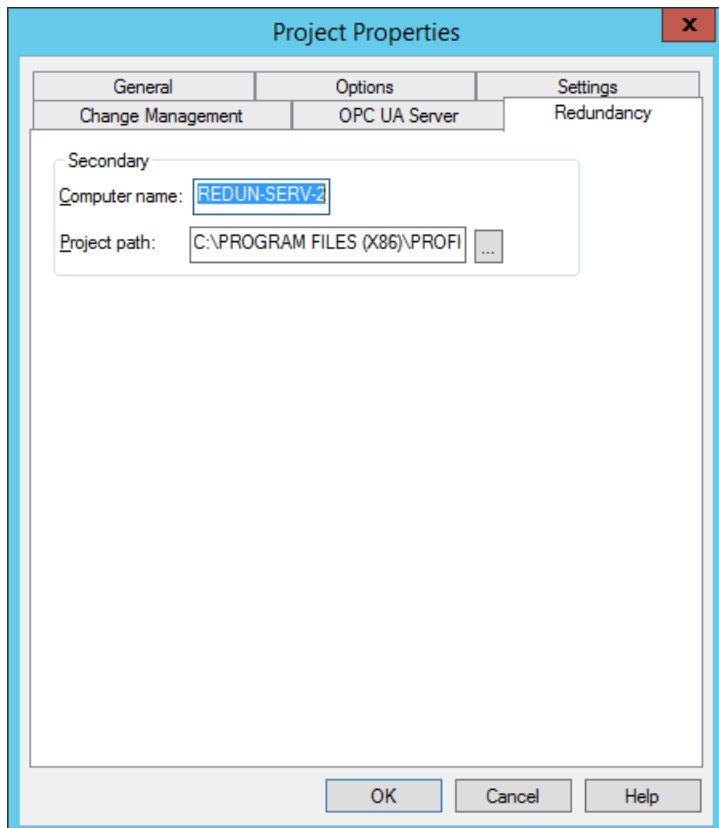 Project Properties
x
General Options Settings
Change Management OPC UA Server Redundancy
Secondary
Computer name: REDUN-SERV-2
Project path: C:\PROGRAM FILES (X86)\PROFI ...
OK Cancel Help